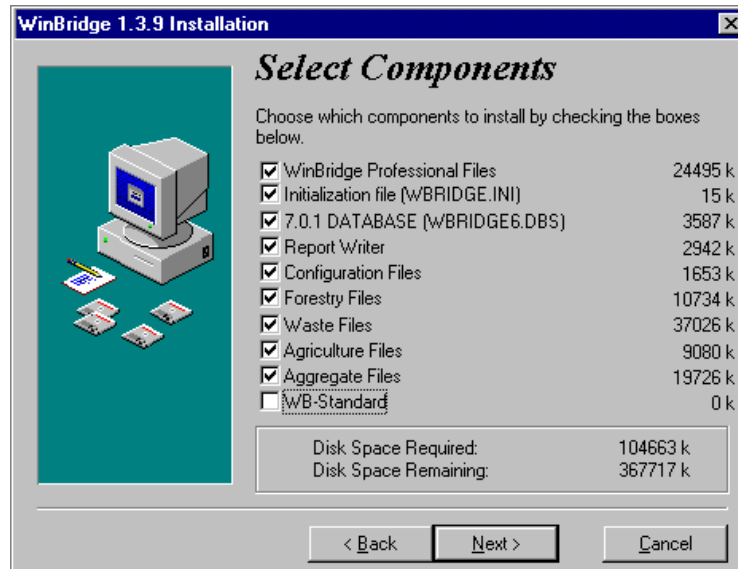 WinBridge 1.3.9 Installation
Select Components
Choose which components to install by checking the boxes
below.
WinBridge Professional Files 24495 k
Initialization file (WBRIDGE.INI) 15 k
7.0.1 DATABASE (WBRIDGE6.DBS) 3587 k
Report Writer 2942 k
Configuration Files 1653 k
Forestry Files 10734 k
Waste Files 37026 k
Agriculture Files 9080 k
Aggregate Files 19726 k
WB-Standard 0 k
Disk Space Required: 104663 k
Disk Space Remaining: 367717 k
< Back Next > Cancel